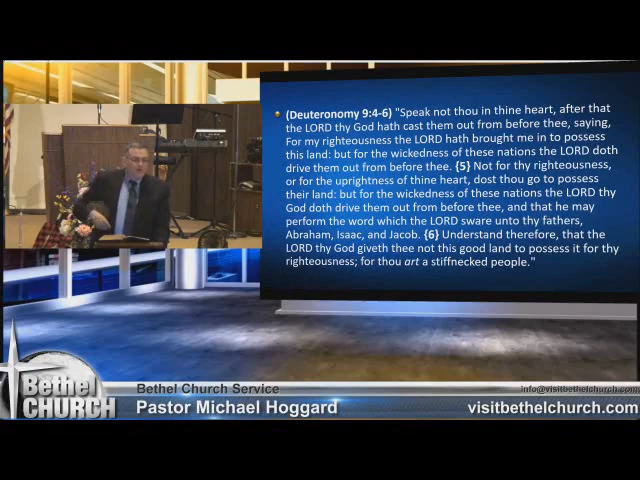 (Deuteronomy 9:4-6) "Speak not thou in thine heart, after that
the LORD thy God hath cast them out from before thee, saying,
For my righteousness the LORD hath brought me in to possess
this land: but for the wickedness of these nations the LORD doth
drive them out from before thee. {5} Not for thy righteousness,
or for the uprightness of thine heart, dost thou go to possess
their land: but for the wickedness of these nations the LORD thy
God doth drive them out from before thee, and that he may
perform the word which the LORD sware unto thy fathers,
Abraham, Isaac, and Jacob. {6} Understand therefore, that the
LORD thy God giveth thee not this good land to possess it for thy
righteousness; for thou art a stiffnecked people."
Bethel
CHURCH
Bethel Church Service
info@visitbethelchurch.com
Pastor Michael Hoggard
visitbethelchurch.com